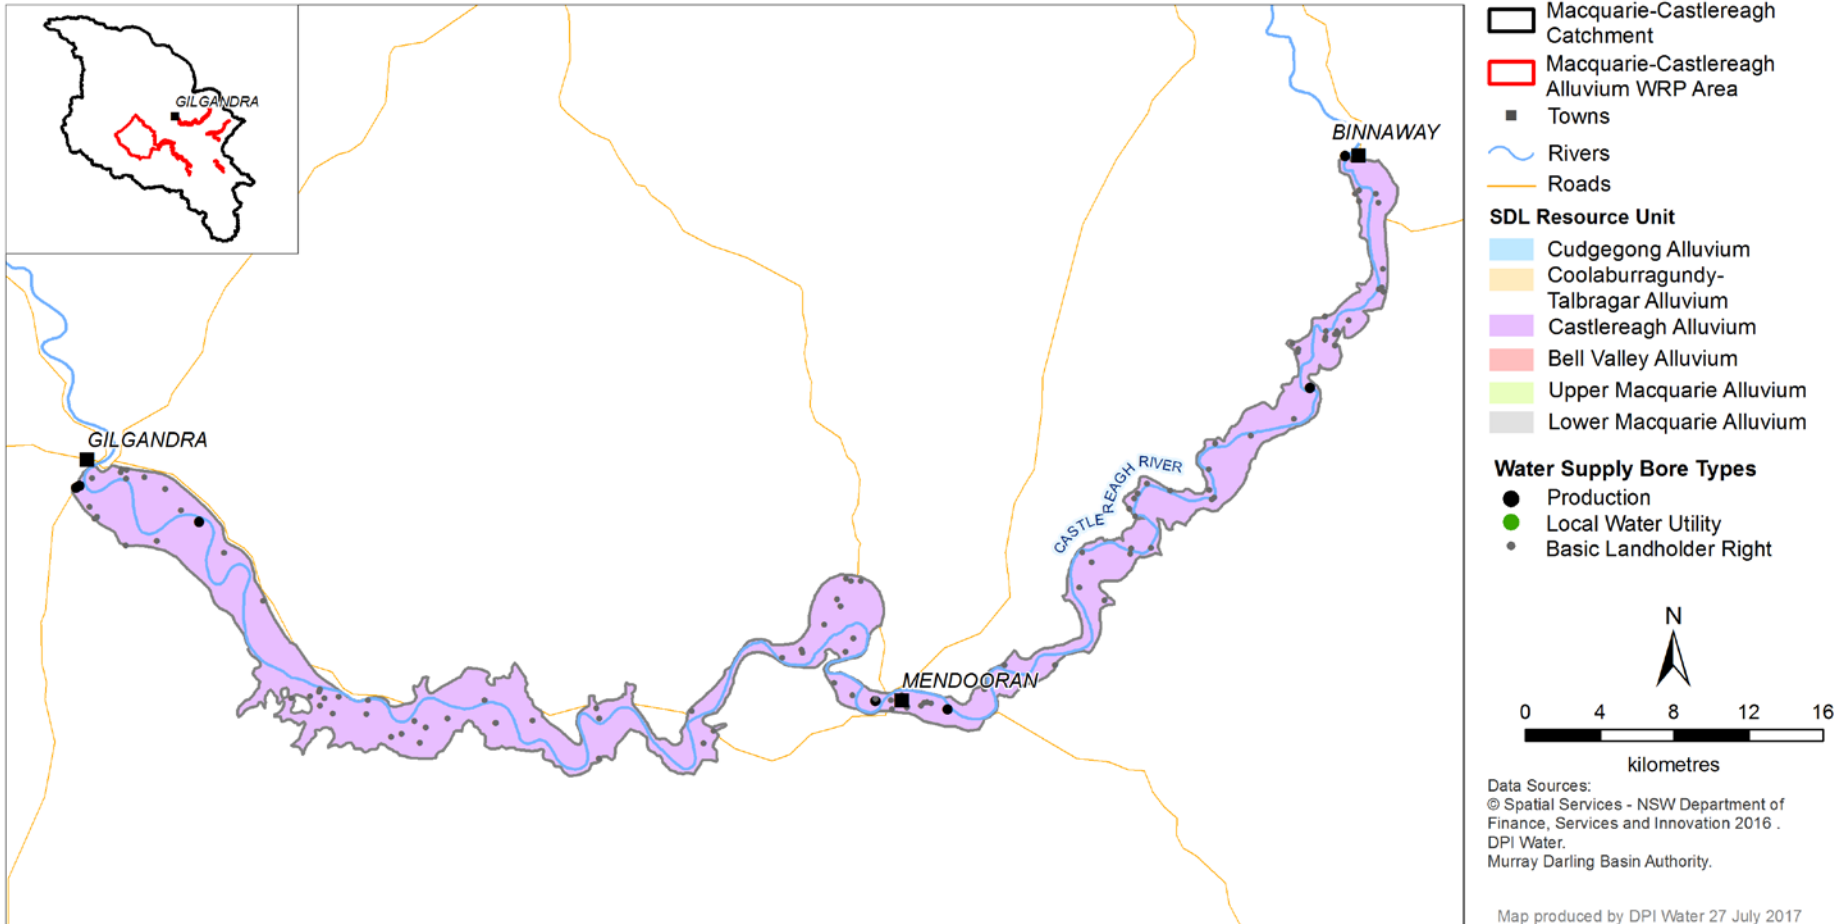 GILGANDRA
BINNAWAY
GILGANDRA
CASTLEREAGH RIVER
MENDOORAN
Macquarie-Castlereagh
Catchment
Macquarie-Castlereagh
Alluvium WRP Area
Towns
Rivers
Roads
SDL Resource Unit
Cudgegong Alluvium
Coolaburragundy-
Talbragar Alluvium
Castlereagh Alluvium
Bell Valley Alluvium
Upper Macquarie Alluvium
Lower Macquarie Alluvium
Water Supply Bore Types
Production
Local Water Utility
Basic Landholder Right
N
0 4 8 12 16
kilometres
Data Sources:
© Spatial Services - NSW Department of
Finance, Services and Innovation 2016 .
DPI Water.
Murray Darling Basin Authority.
Map produced by DPI Water 27 July 2017